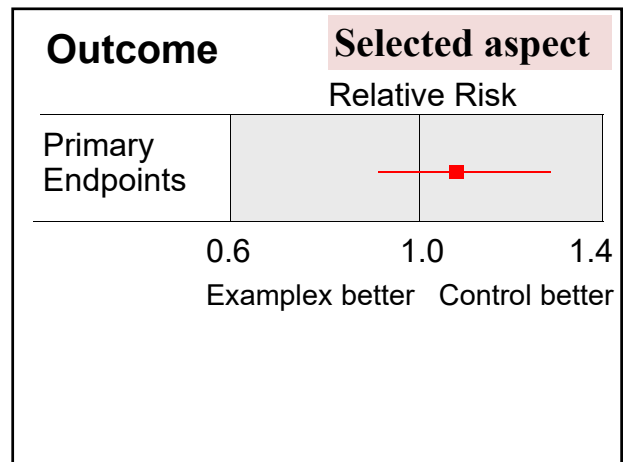 Outcome
Selected aspect
Relative Risk
Primary
Endpoints
0.6 1.0 1.4
Examplex better Control better